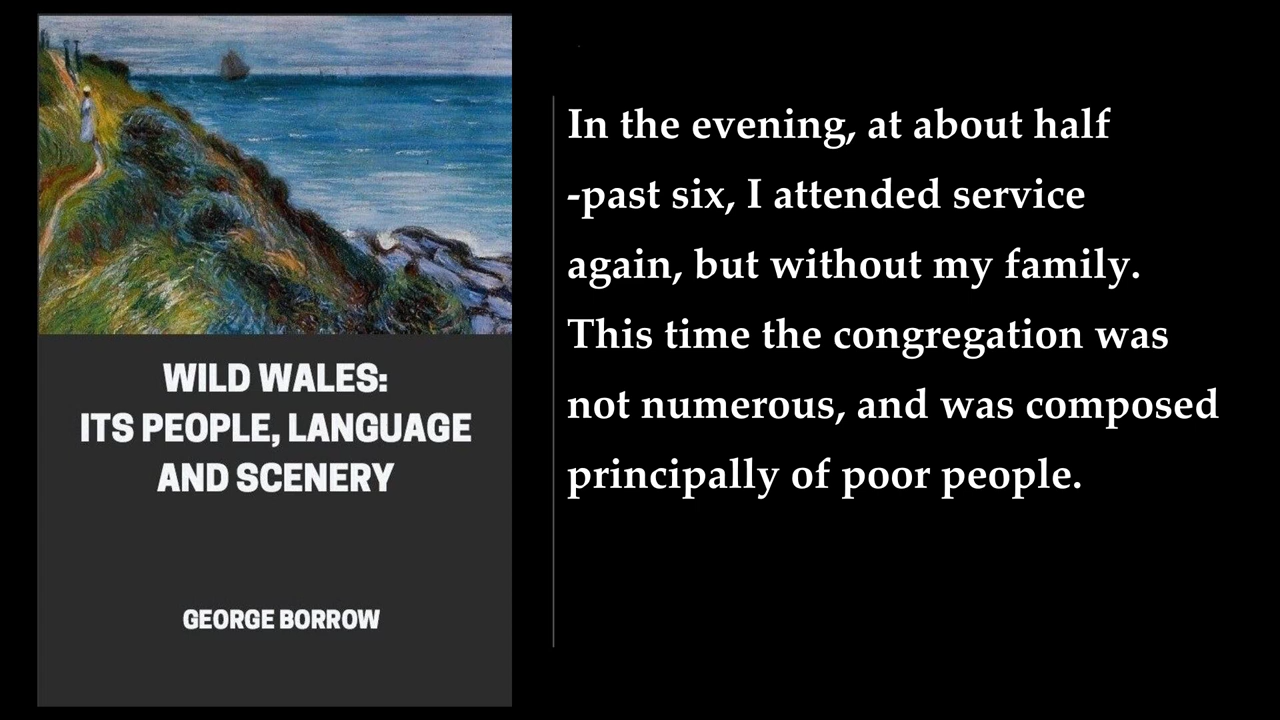 WILD WALES:
ITS PEOPLE, LANGUAGE
AND SCENERY
GEORGE BORROW
In the evening, at about half
-past six, I attended service
again, but without my family.
This time the congregation was
not numerous, and was composed
principally of poor people.